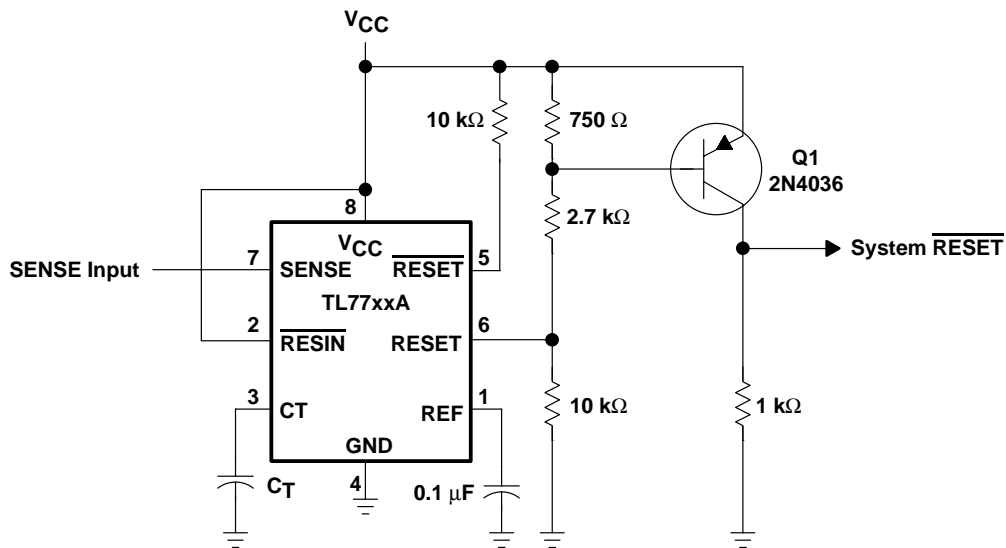 VCC
10 kΩ
750 Ω
Q1
2N4036
8
2.7 kΩ
VCC
System RESET
SENSE Input
7
SENSE
RESET
5
TL77xxA
2
RESIN
RESET
6
3
CT
REF
1
10 kΩ
1 kΩ
GND
4
CT
0.1 μF